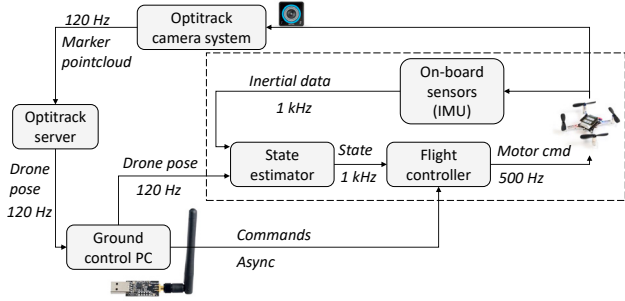 120 Hz
Marker
pointcloud
Optitrack
camera system
Inertial data
1 kHz
On-board
sensors
(IMU)
Optitrack
server
Drone
pose
120 Hz
Drone pose
120 Hz
State
estimator
State
1 kHz
Flight
controller
Motor cmd
500 Hz
Ground
control PC
Commands
Async